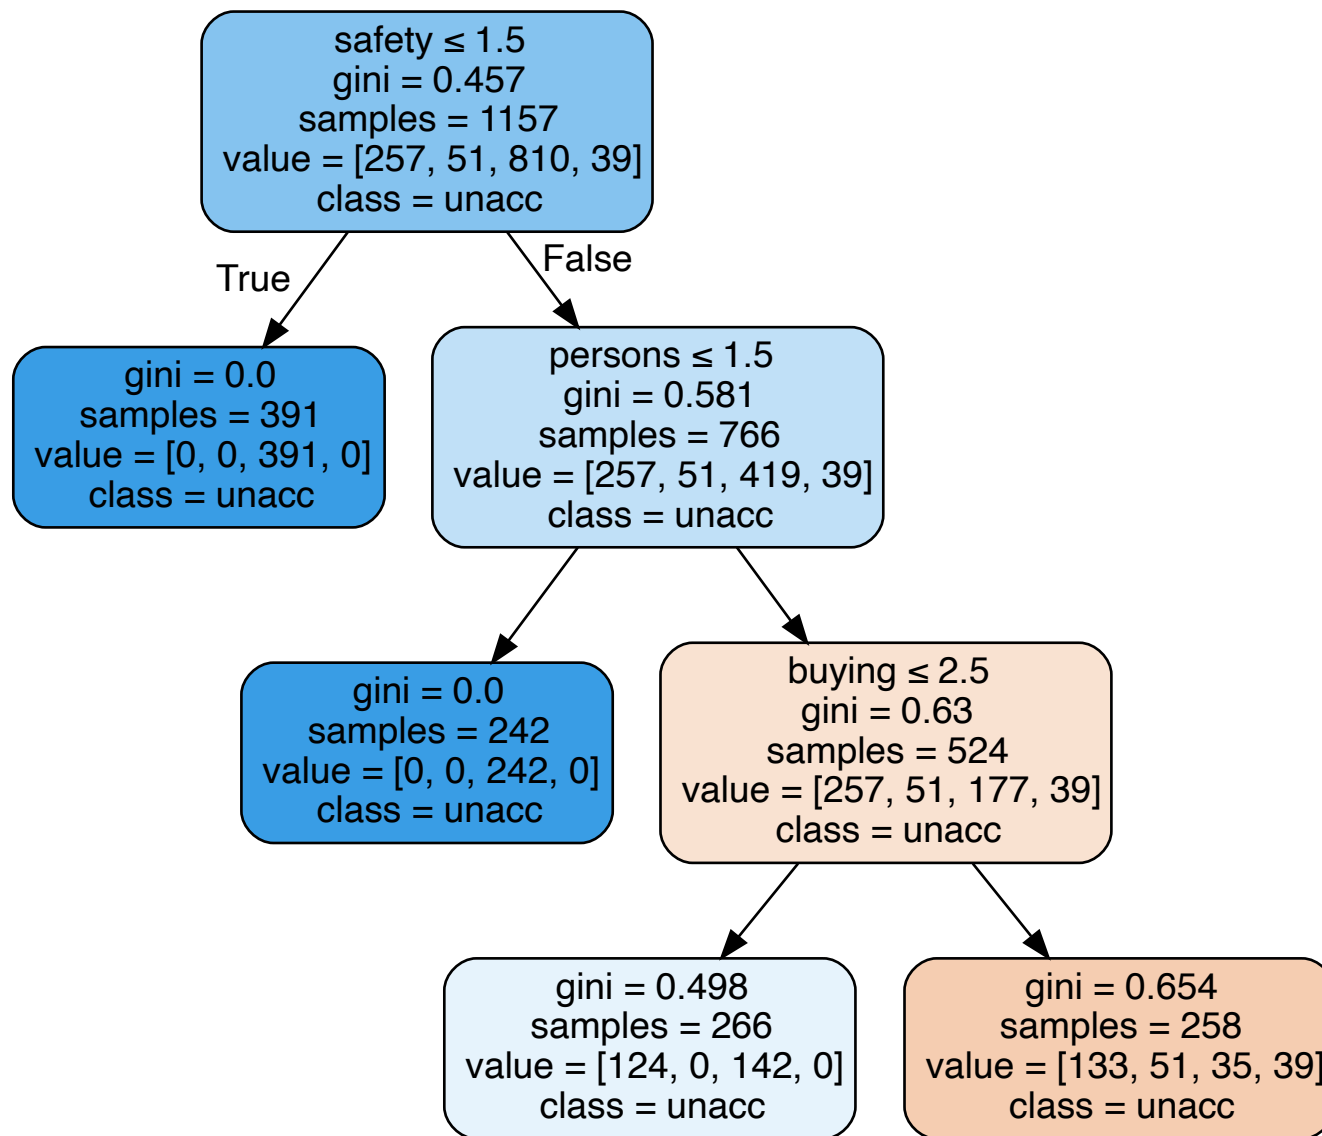 safety ≤ 1.5
gini = 0.457
samples = 1157
value = [257, 51, 810, 39]
class = unacc
True
False
gini = 0.0
samples = 391
value = [0, 0, 391, 0]
class = unacc
persons ≤ 1.5
gini = 0.581
samples = 766
value = [257, 51, 419, 39]
class = unacc
gini = 0.0
samples = 242
value = [0, 0, 242, 0]
class = unacc
buying ≤ 2.5
gini = 0.63
samples = 524
value = [257, 51, 177, 39]
class = unacc
gini = 0.498
samples = 266
value = [124, 0, 142, 0]
class = unacc
gini = 0.654
samples = 258
value = [133, 51, 35, 39]
class = unacc